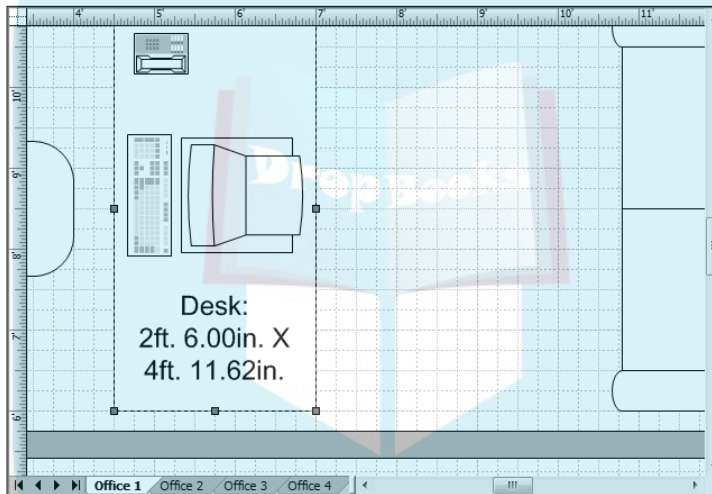 4' 5' 6' 7' 8' 9' 10' 11'
10'
9'
8'
7'
6'
DropBooks
Desk:
2ft. 6.00in. X
4ft. 11.62in.
Office 1 Office 2 Office 3 Office 4